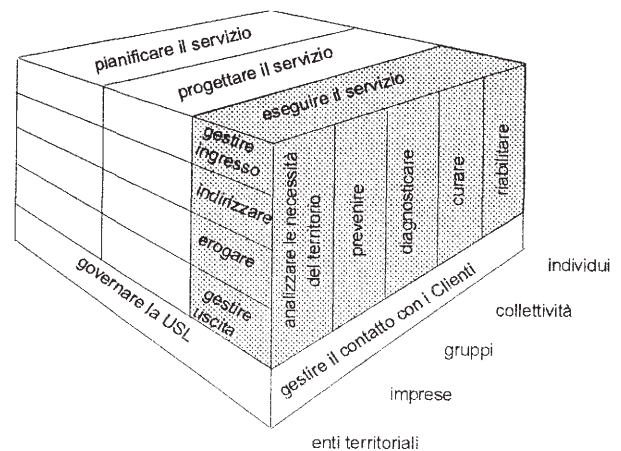 pianificare il servizio
progettare il servizio
eseguire il servizio
gestire
ingresso
indirizzare
erogare
gestire
uscita
analizzare le necessità
del territorio
prevenire
diagnosticare
curare
riabilitare
governare la USL
gestire il contatto con i Clienti
individui
collettività
gruppi
imprese
enti territoriali